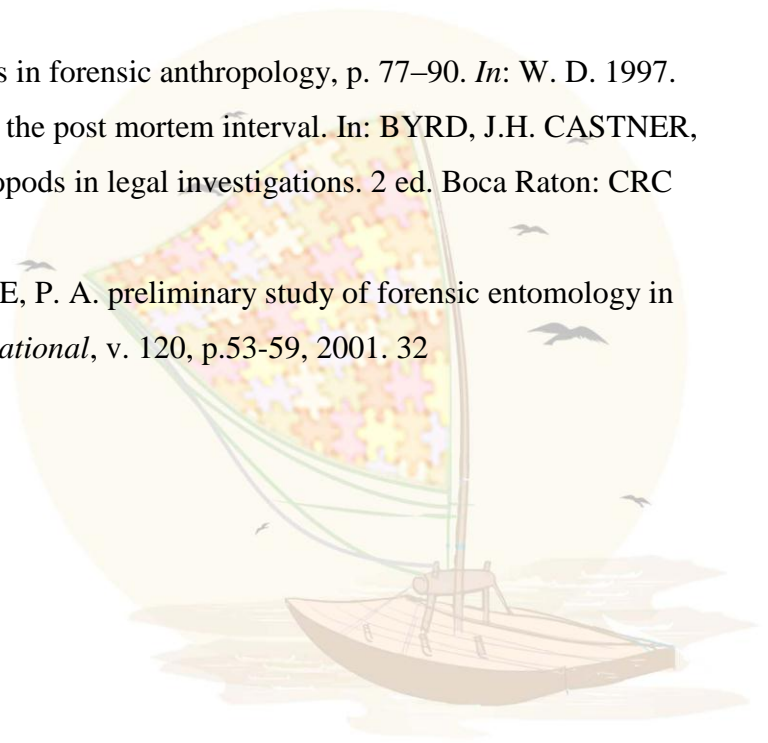 s in forensic anthropology, p. 77–90. In: W. D. 1997.
the post mortem interval. In: BYRD, J.H. CASTNER,
opods in legal investigations. 2 ed. Boca Raton: CRC
E, P. A. preliminary study of forensic entomology in
ational, v. 120, p.53-59, 2001. 32